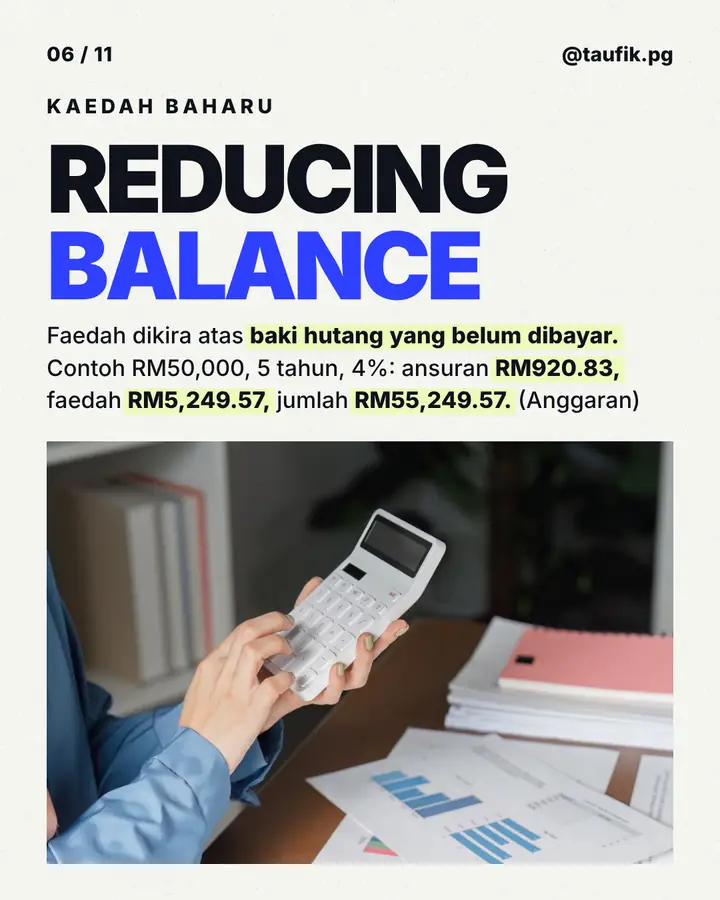 06 / 11
@taufik.pg
KAEDAH BAHARU
REDUCING
BALANCE
Faedah dikira atas baki hutang yang belum dibayar.
Contoh RM50,000, 5 tahun, 4%: ansuran RM920.83,
faedah RM5,249.57, jumlah RM55,249.57. (Anggaran)